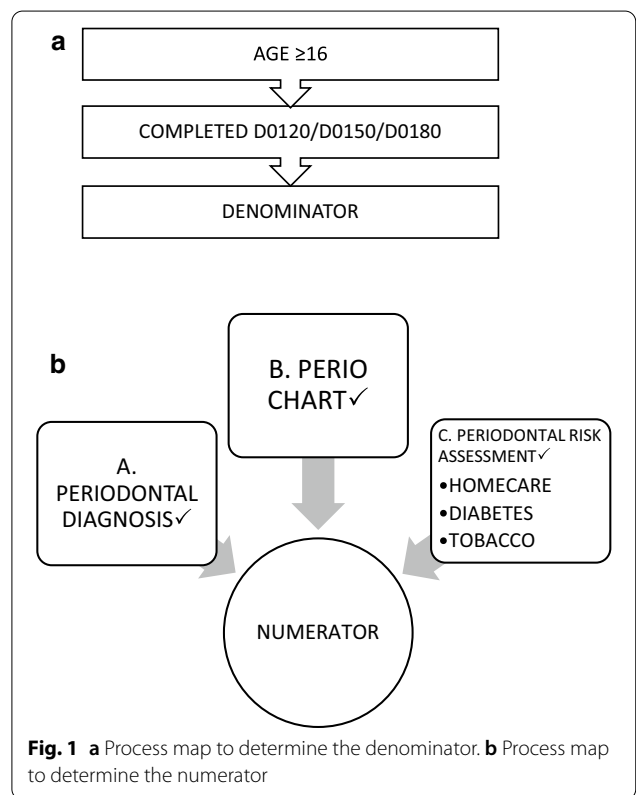 a
AGE ≥16
COMPLETED D0120/D0150/D0180
DENOMINATOR
b
B. PERIO
CHART✓
A.
PERIODONTAL
DIAGNOSIS✓
C. PERIODONTAL RISK
ASSESSMENT✓
•HOMECARE
•DIABETES
•TOBACCO
NUMERATOR
Fig. 1 a Process map to determine the denominator. b Process map
to determine the numerator